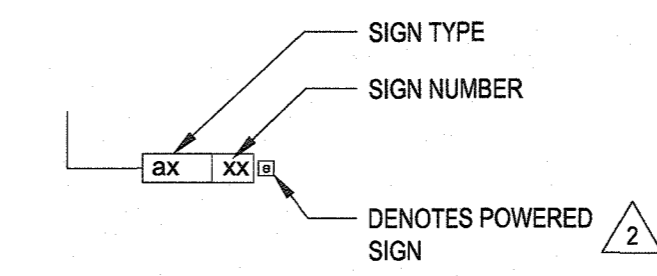 SIGN TYPE
SIGN NUMBER
ax xx e
DENOTES POWERED
SIGN
2